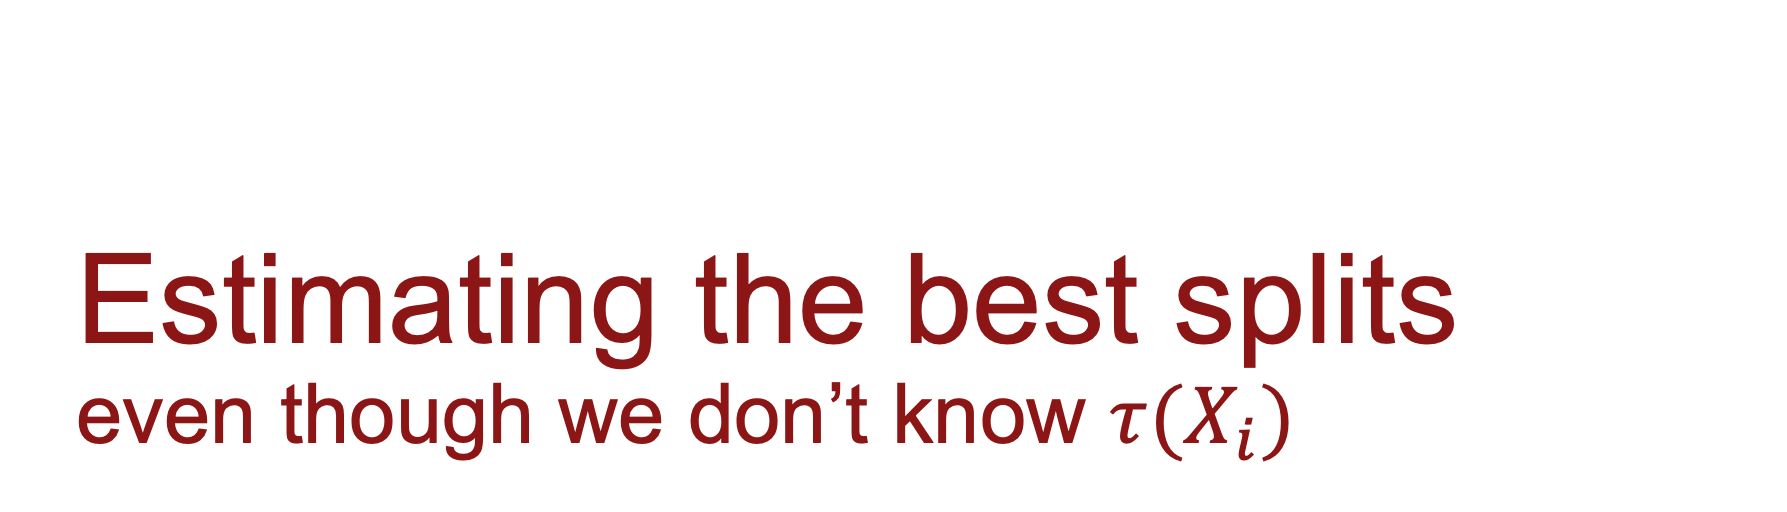 Estimating the best splits
even though we don’t know 𝜏(𝑋ᵢ)